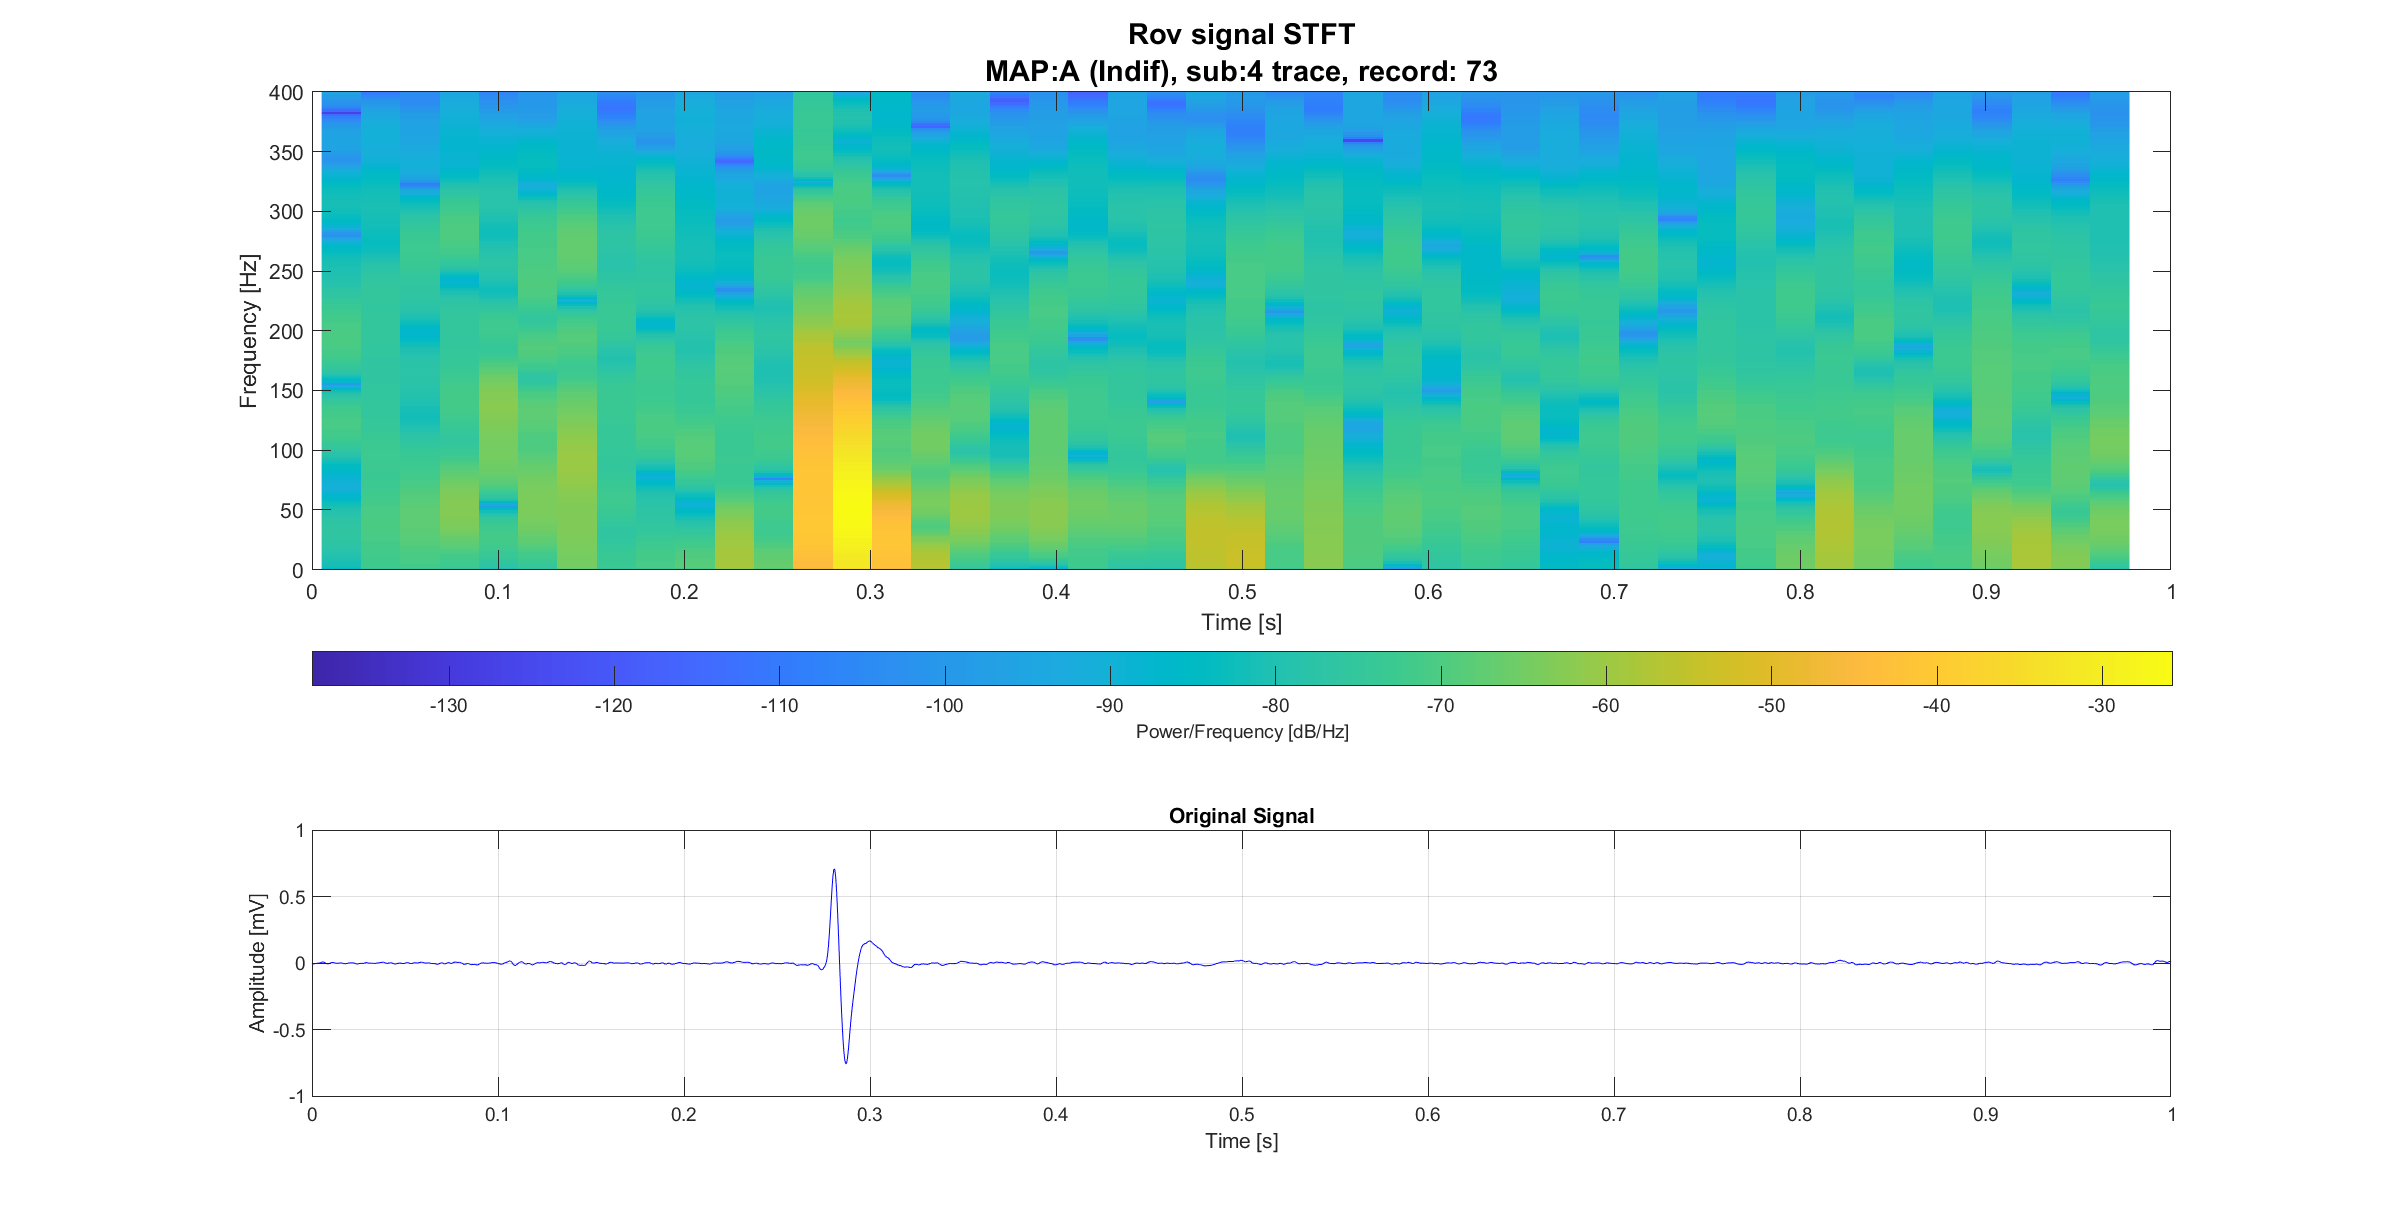 Rov signal STFT
MAP:A (Indif), sub:4 trace, record: 73
400
350
300
250
200
150
100
50
0
Frequency [Hz]
0 0.1 0.2 0.3 0.4 0.5 0.6 0.7 0.8 0.9 1
Time [s]
-130 -120 -110 -100 -90 -80 -70 -60 -50 -40 -30
Power/Frequency [dB/Hz]
Original Signal
1
0.5
0
-0.5
-1
Amplitude [mV]
0 0.1 0.2 0.3 0.4 0.5 0.6 0.7 0.8 0.9 1
Time [s]